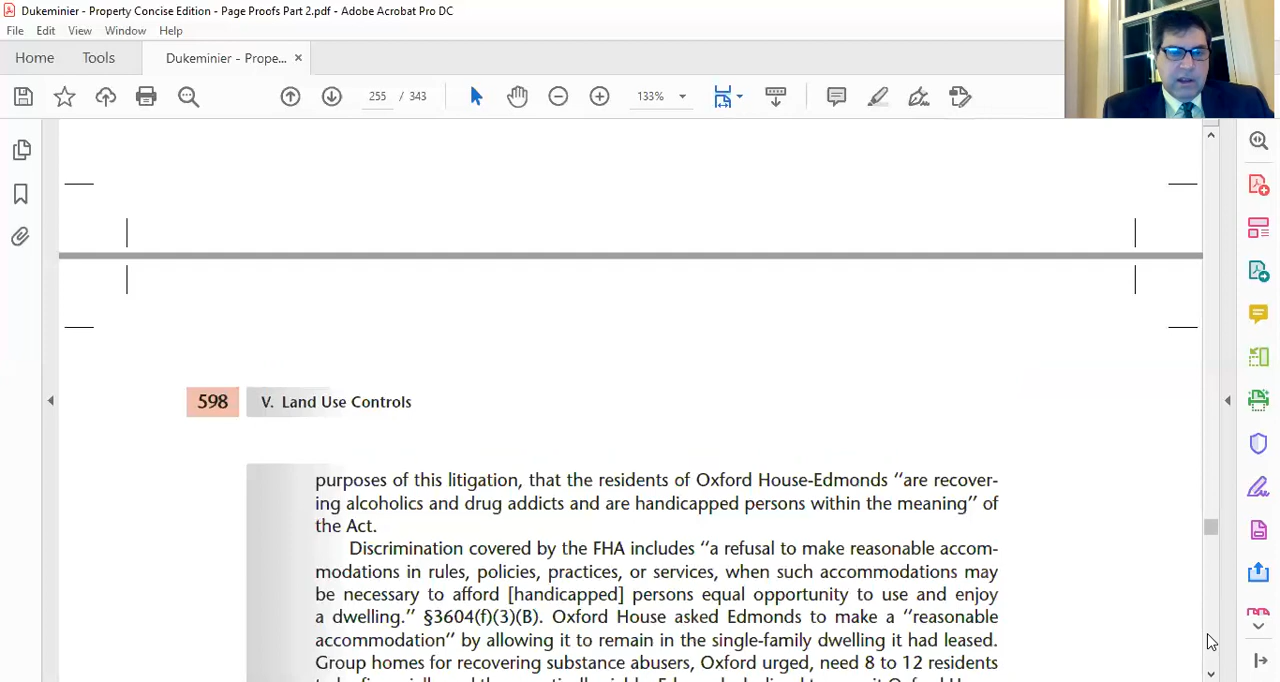 Dukeminier - Property Concise Edition - Page Proofs Part 2.pdf - Adobe Acrobat Pro DC
File Edit View Window Help
Home Tools Dukeminier - Prope... ×
255 / 343 133%
598 V. Land Use Controls
purposes of this litigation, that the residents of Oxford House-Edmonds “are recover-
ing alcoholics and drug addicts and are handicapped persons within the meaning” of
the Act.
Discrimination covered by the FHA includes “a refusal to make reasonable accom-
modations in rules, policies, practices, or services, when such accommodations may
be necessary to afford [handicapped] persons equal opportunity to use and enjoy
a dwelling.” §3604(f)(3)(B). Oxford House asked Edmonds to make a “reasonable
accommodation” by allowing it to remain in the single-family dwelling it had leased.
Group homes for recovering substance abusers, Oxford urged, need 8 to 12 residents